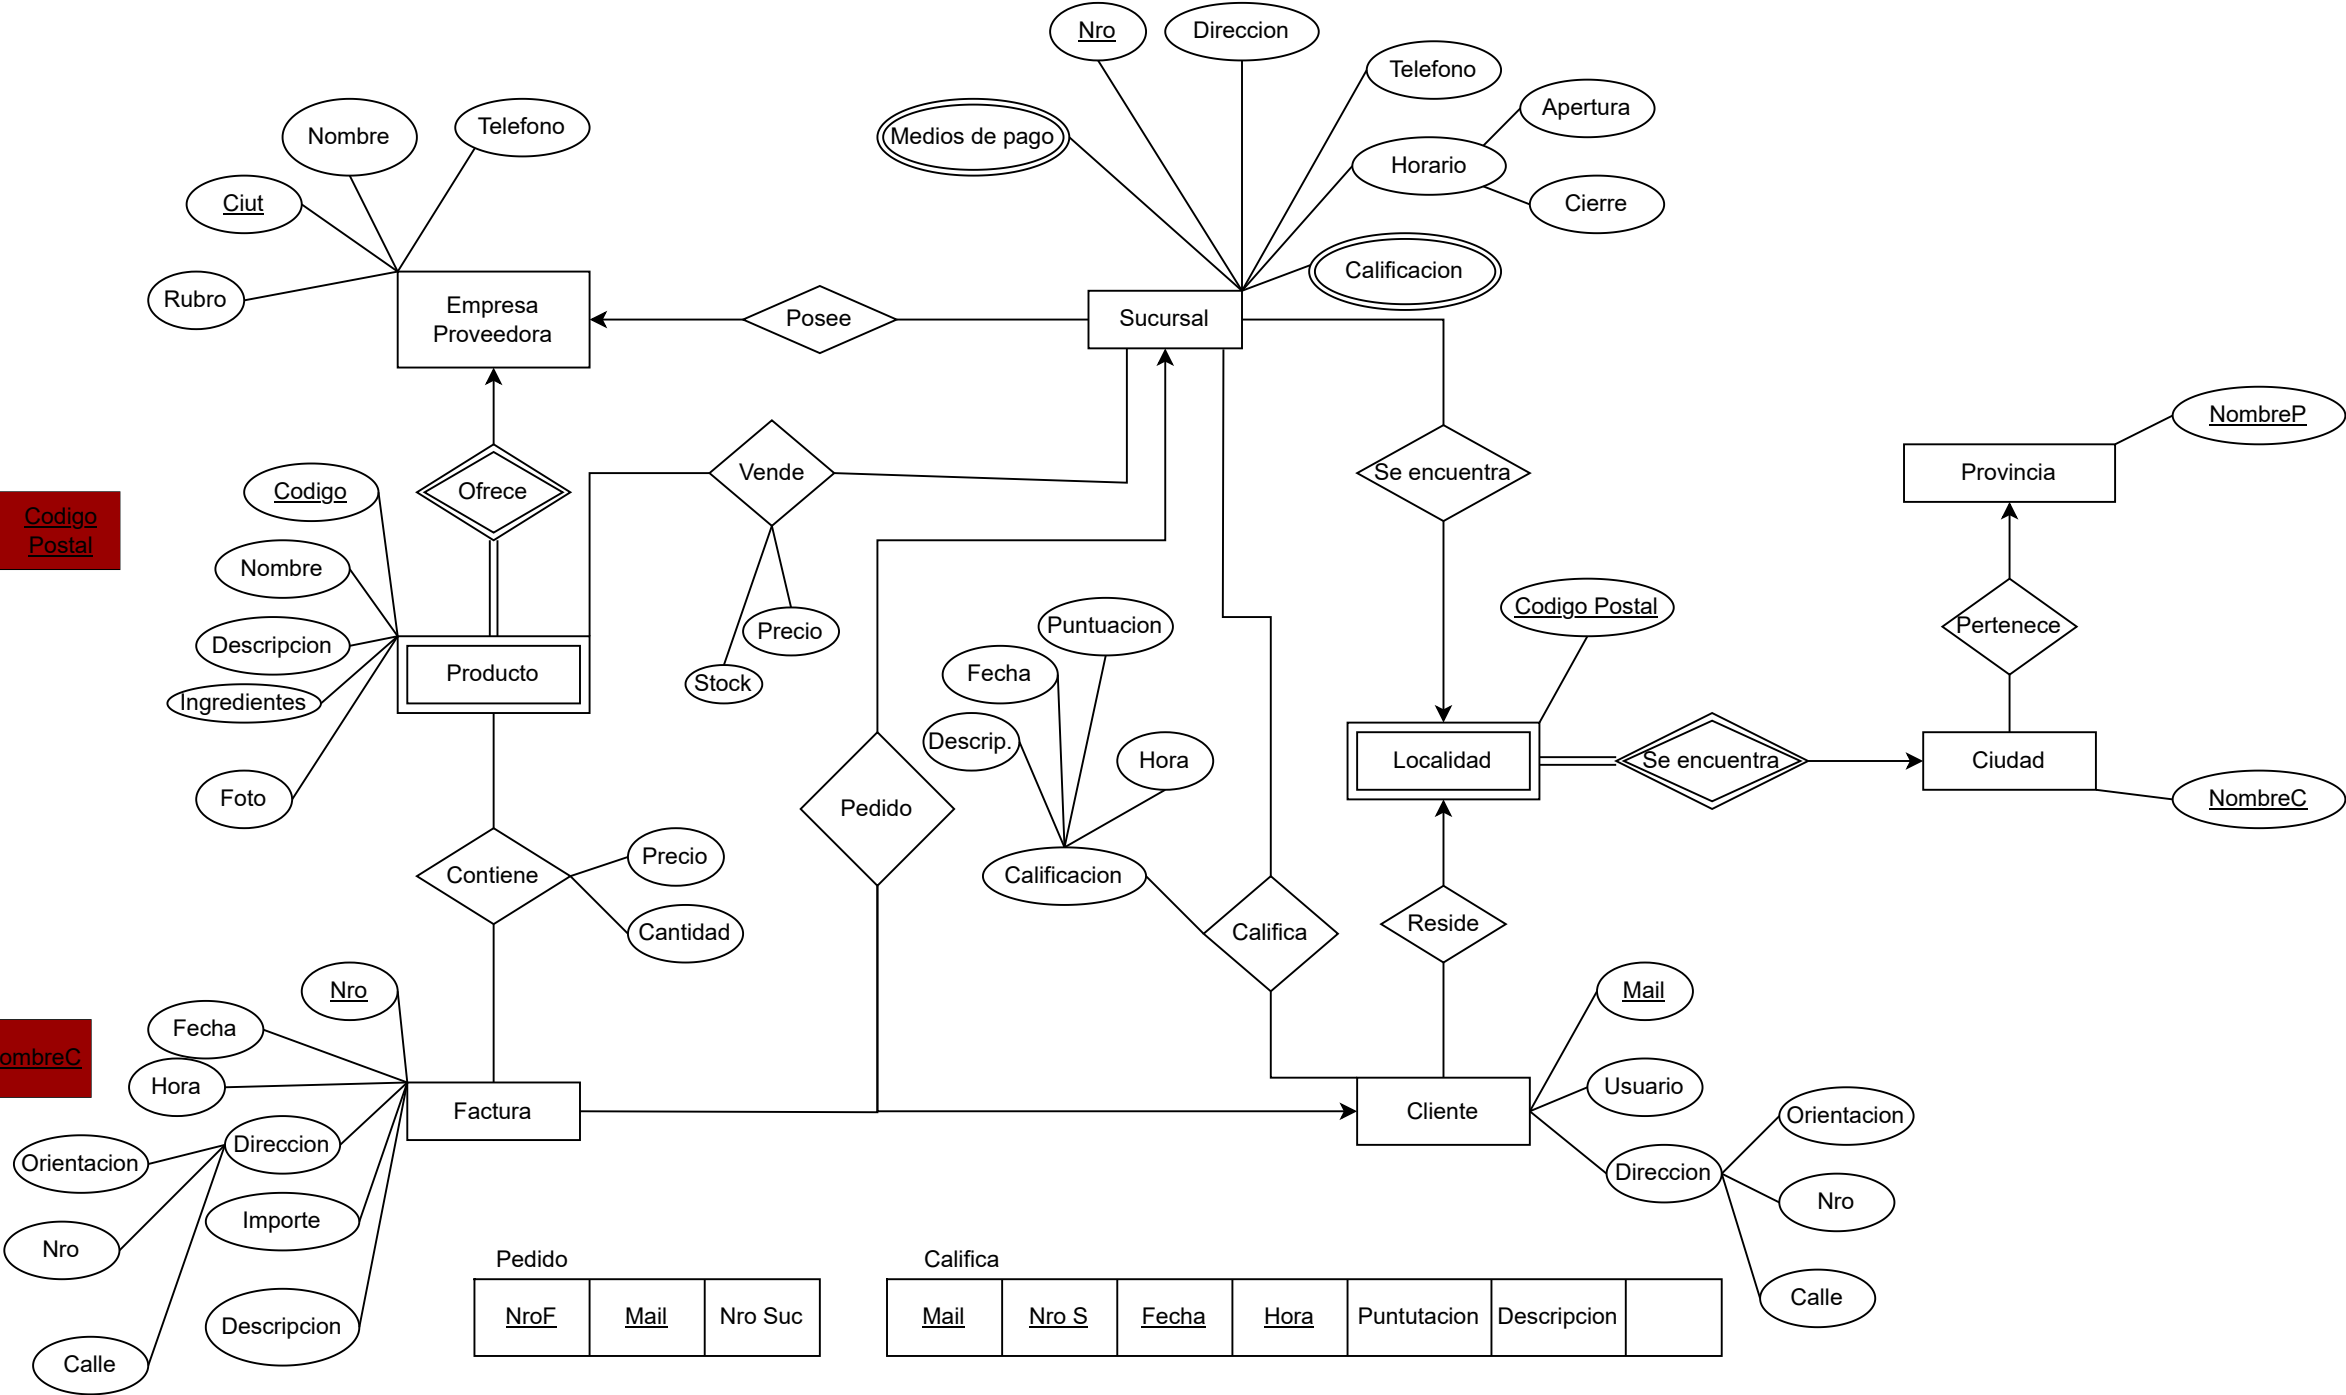 Nro
Direccion
Telefono
Apertura
Medios de pago
Horario
Cierre
Calificacion
Nombre
Telefono
Ciut
Rubro
Empresa
Proveedora
Posee
Sucursal
Codigo
Postal
Codigo
Ofrece
Vende
Se encuentra
Provincia
NombreP
Nombre
Descripcion
Ingredientes
Foto
Producto
Precio
Stock
Puntuacion
Fecha
Descrip.
Hora
Codigo Postal
Pertenece
Localidad
Se encuentra
Ciudad
NombreC
Pedido
Contiene
Precio
Cantidad
Calificacion
Califica
Reside
Nro
Fecha
Hora
ombreC
Factura
Direccion
Orientacion
Nro
Calle
Importe
Descripcion
Cliente
Mail
Usuario
Direccion
Orientacion
Nro
Calle
Pedido
NroF Mail Nro Suc
Califica
Mail Nro S Fecha Hora Puntutacion Descripcion